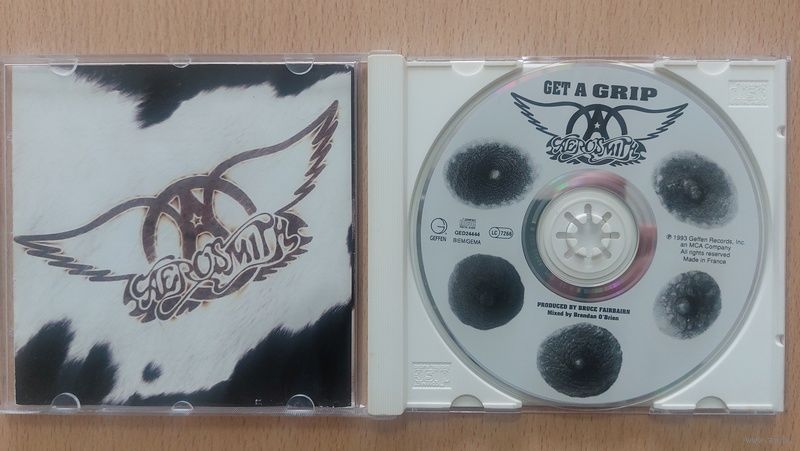 AEROSMITH
GET A GRIP
AEROSMITH
GEFFEN
GED24444
BIEM/GEMA
LC 7266
℗ 1993 Geffen Records, Inc.
an MCA Company
All rights reserved
Made in France
PRODUCED BY BRUCE FAIRBAIRN
Mixed by Brendan O'Brien